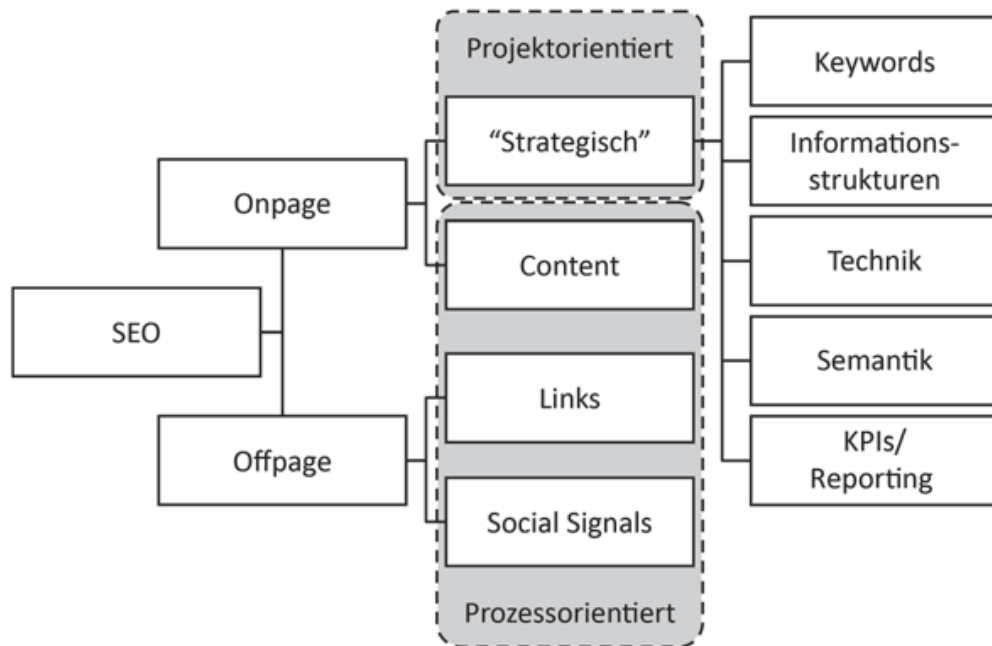 SEO
Onpage
Offpage
Projektorientiert
“Strategisch”
Content
Links
Social Signals
Prozessorientiert
Keywords
Informations-
strukturen
Technik
Semantik
KPIs/
Reporting